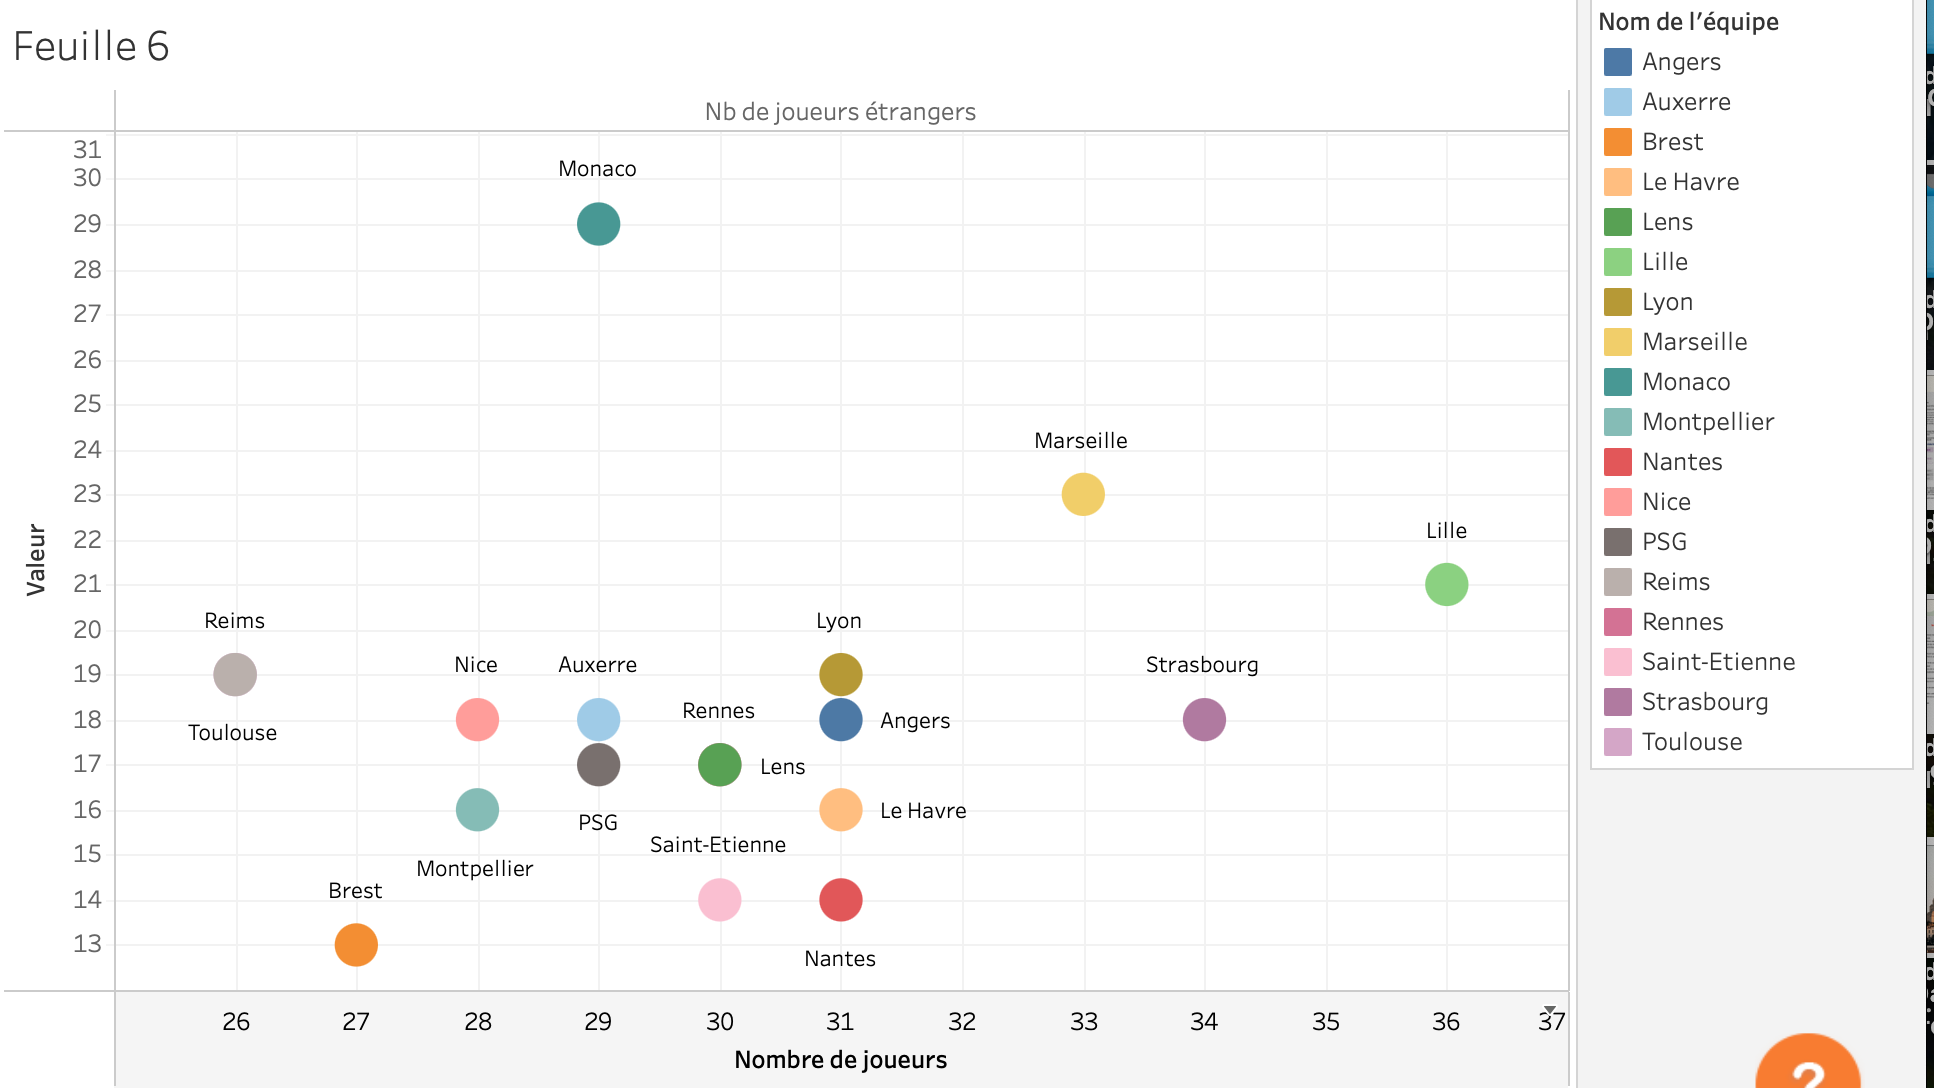 Feuille 6
Nb de joueurs étrangers
Valeur
31
30
29
28
27
26
25
24
23
22
21
20
19
18
17
16
15
14
13
Monaco
Marseille
Lille
Reims
Lyon
Nice
Auxerre
Strasbourg
Rennes
Angers
Toulouse
Lens
Le Havre
PSG
Saint-Etienne
Montpellier
Brest
Nantes
26 27 28 29 30 31 32 33 34 35 36 37
Nombre de joueurs
Nom de l’équipe
Angers
Auxerre
Brest
Le Havre
Lens
Lille
Lyon
Marseille
Monaco
Montpellier
Nantes
Nice
PSG
Reims
Rennes
Saint-Etienne
Strasbourg
Toulouse
?